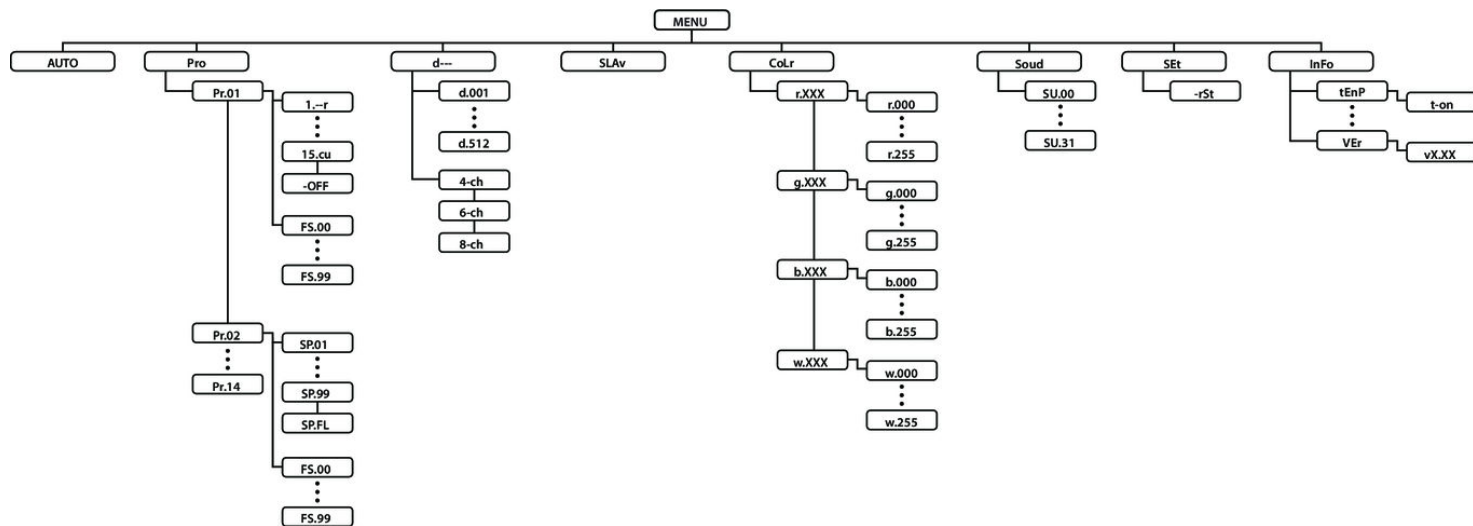 MENU
AUTO
Pro
d---
SLAv
CoLr
Soud
SEt
InFo
Pr.01
1.--r
15.cu
-OFF
FS.00
FS.99
Pr.02
Pr.14
SP.01
SP.99
SP.FL
FS.00
FS.99
d.001
d.512
4-ch
6-ch
8-ch
r.XXX
r.000
r.255
g.XXX
g.000
g.255
b.XXX
b.000
b.255
w.XXX
w.000
w.255
SU.00
SU.31
-rSt
tEnP
t-on
VEr
vX.XX